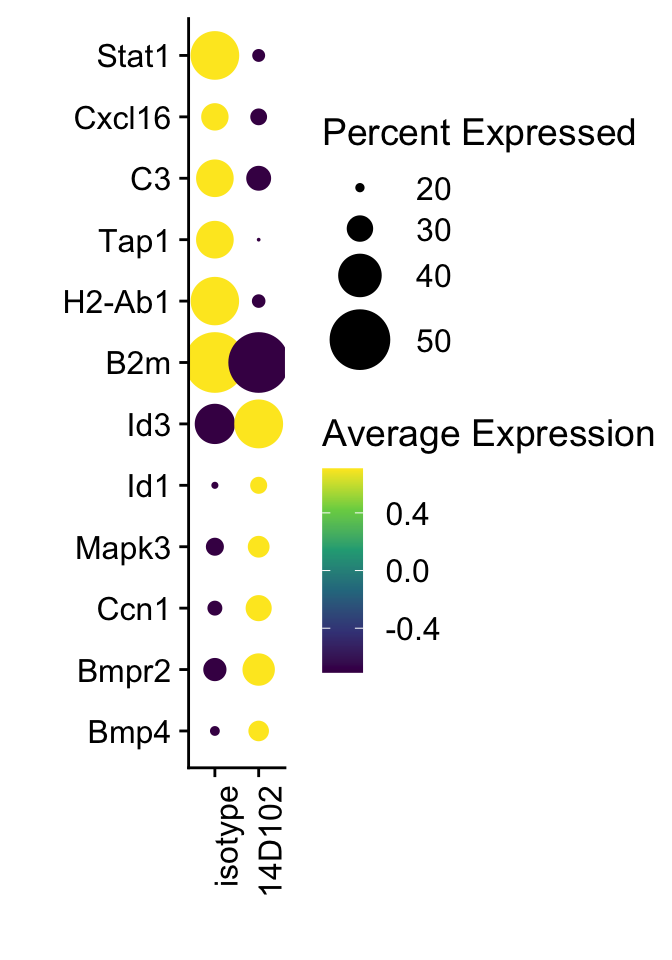 Stat1
Cxcl16
C3
Tap1
H2-Ab1
B2m
Id3
Id1
Mapk3
Ccn1
Bmpr2
Bmp4
isotype
14D102
Percent Expressed
20
30
40
50
Average Expression
0.4
0.0
-0.4